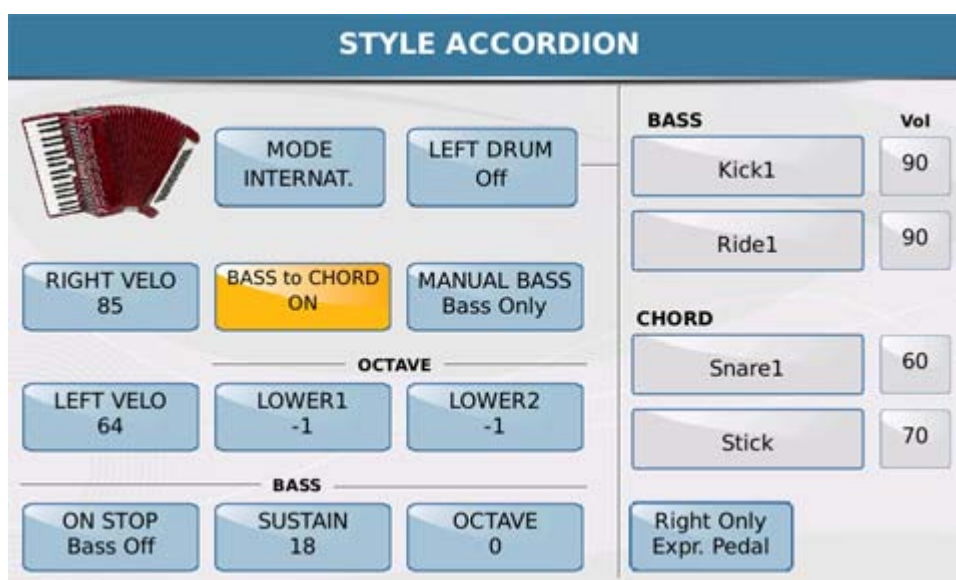 STYLE ACCORDION
MODE
INTERNAT.
LEFT DRUM
Off
RIGHT VELO
85
BASS to CHORD
ON
MANUAL BASS
Bass Only
OCTAVE
LEFT VELO
64
LOWER1
-1
LOWER2
-1
BASS
ON STOP
Bass Off
SUSTAIN
18
OCTAVE
0
BASS Vol
Kick1 90
Ride1 90
CHORD
Snare1 60
Stick 70
Right Only
Expr. Pedal